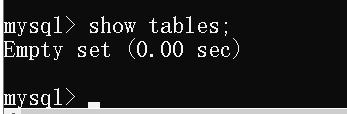 mysql> show tables;
Empty set (0.00 sec)
mysql>